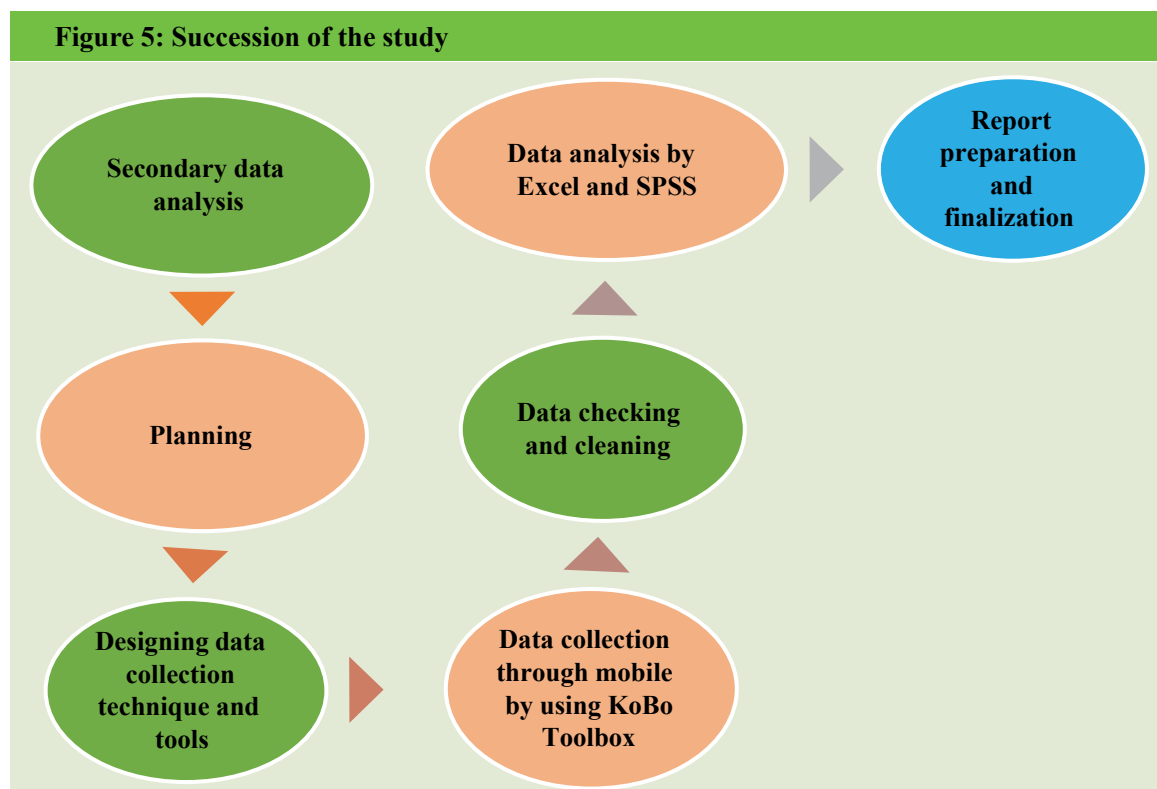 Figure 5: Succession of the study
Secondary data
analysis
Planning
Designing data
collection
technique and
tools
Data collection
through mobile
by using KoBo
Toolbox
Data checking
and cleaning
Data analysis by
Excel and SPSS
Report
preparation
and
finalization